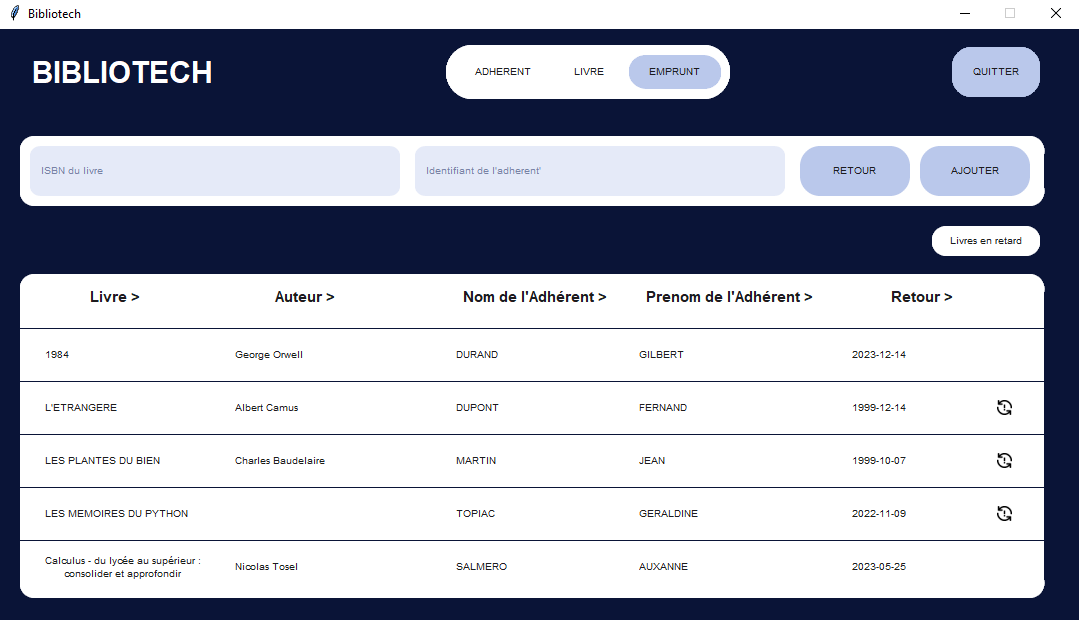 Bibliotech
BIBLIOTECH
ADHERENT LIVRE EMPRUNT
QUITTER
ISBN du livre
Identifiant de l'adherent'
RETOUR
AJOUTER
Livres en retard
Livre > Auteur > Nom de l'Adhérent > Prenom de l'Adhérent > Retour >
1984 George Orwell DURAND GILBERT 2023-12-14
L'ETRANGERE Albert Camus DUPONT FERNAND 1999-12-14
LES PLANTES DU BIEN Charles Baudelaire MARTIN JEAN 1999-10-07
LES MEMOIRES DU PYTHON TOPIAC GERALDINE 2022-11-09
Calculus - du lycée au supérieur :
consolider et approfondir
Nicolas Tosel SALMERO AUXANNE 2023-05-25